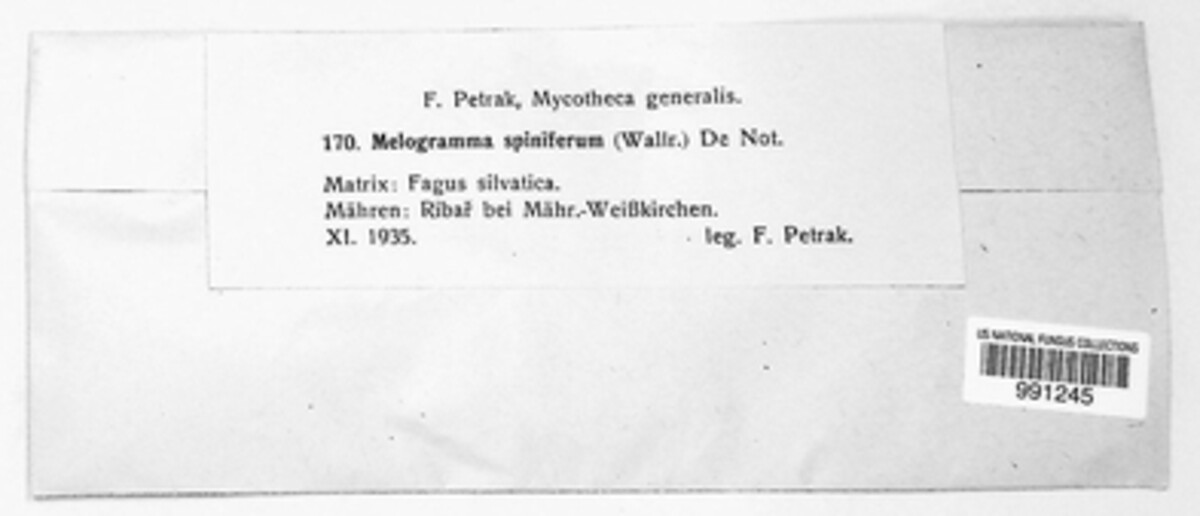 F. Petrak, Mycotheca generalis.
170. Melogramma spiniferum (Wallr.) De Not.
Matrix: Fagus silvatica.
Mähren: Ribař bei Mähr.-Weißkirchen.
XI. 1935. leg. F. Petrak.
US NATIONAL FUNGUS COLLECTIONS
991245